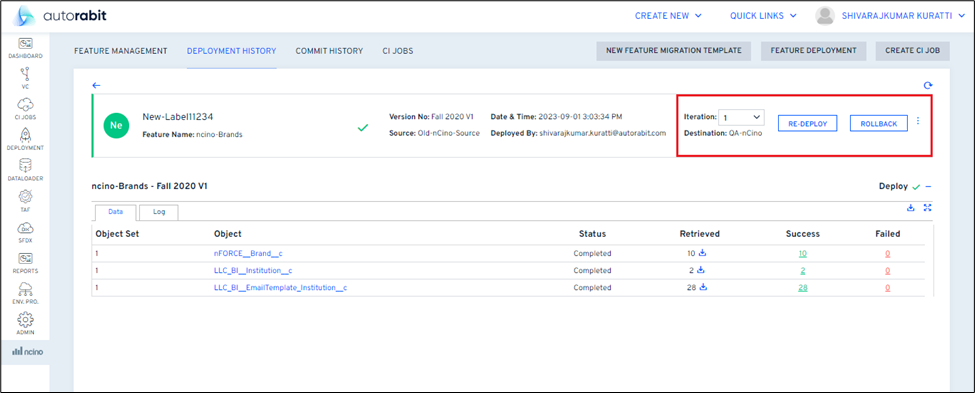 autorabit
CREATE NEW
QUICK LINKS
SHIVARAJKUMAR KURATTI
DASHBOARD
VC
CI JOBS
DEPLOYMENT
DATALOADER
TAF
SFDX
REPORTS
ENV. PRO.
ADMIN
ncino
FEATURE MANAGEMENT
DEPLOYMENT HISTORY
COMMIT HISTORY
CI JOBS
NEW FEATURE MIGRATION TEMPLATE
FEATURE DEPLOYMENT
CREATE CI JOB
Ne
New-Label11234
Feature Name: ncino-Brands
Version No: Fall 2020 V1
Source: Old-nCino-Source
Date & Time: 2023-09-01 3:03:34 PM
Deployed By: shivarajkumar.kuratti@autorabit.com
Iteration: 1
Destination: QA-nCino
RE-DEPLOY
ROLLBACK
ncino-Brands - Fall 2020 V1
Deploy
Data
Log
Object Set Object Status Retrieved Success Failed
1 nFORCE__Brand__c Completed 10 10 0
1 LLC_BI__Institution__c Completed 2 2 0
1 LLC_BI__EmailTemplate_Institution__c Completed 28 28 0